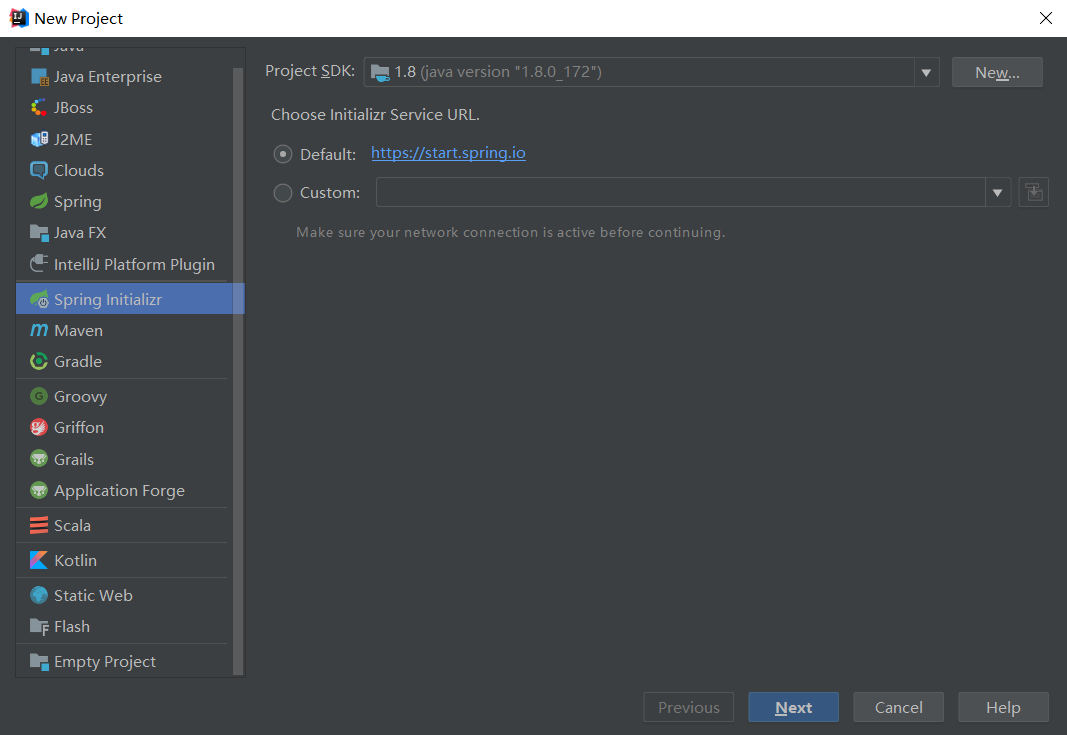 New Project
Java
Java Enterprise
JBoss
J2ME
Clouds
Spring
Java FX
IntelliJ Platform Plugin
Spring Initializr
Maven
Gradle
Groovy
Griffon
Grails
Application Forge
Scala
Kotlin
Static Web
Flash
Empty Project
Project SDK: 1.8 (java version "1.8.0_172") New...
Choose Initializr Service URL.
Default: https://start.spring.io
Custom:
Make sure your network connection is active before continuing.
Previous Next Cancel Help